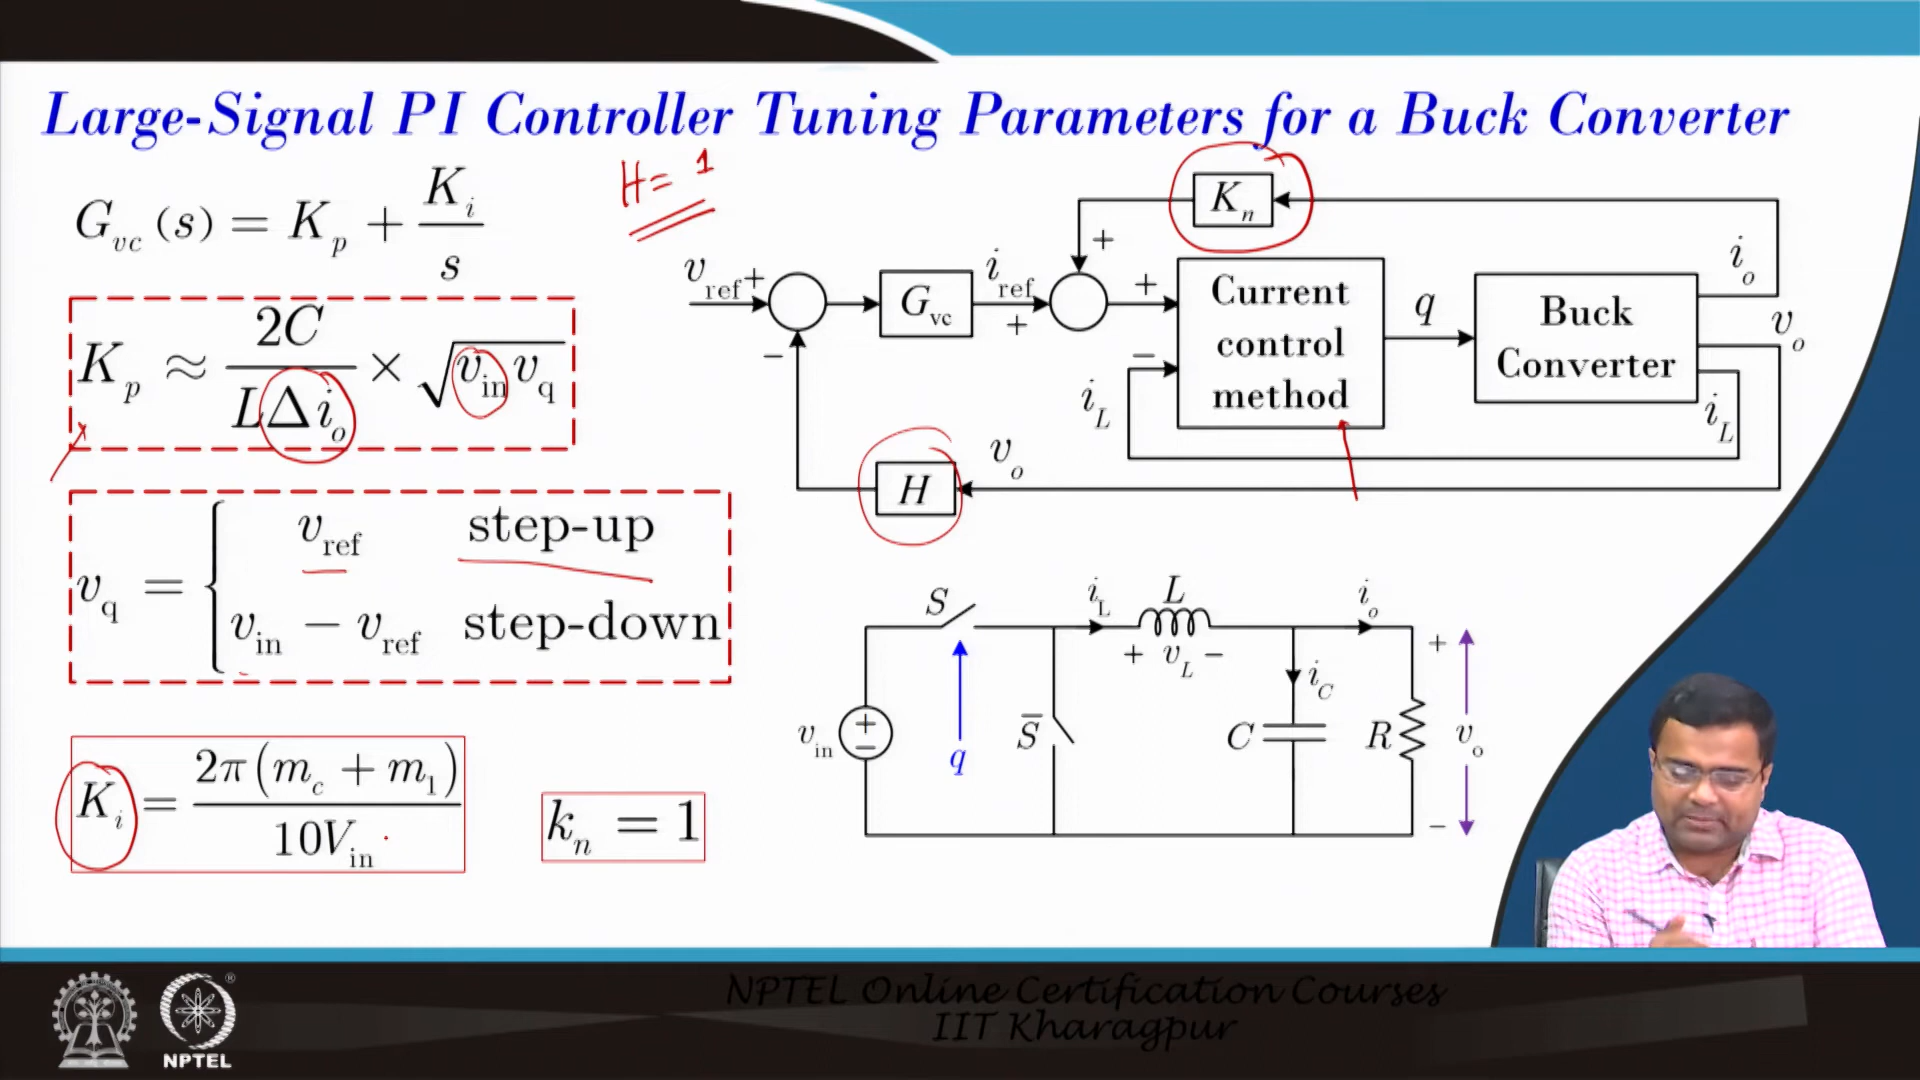 Large-Signal PI Controller Tuning Parameters for a Buck Converter
H = 1
G_vc (s) = K_p + K_i / s
K_p ≈ 2C / LΔi_o × √(v_in v_q)
v_q = { v_ref step-up
v_in − v_ref step-down
K_i = 2π(m_c + m_1) / 10V_in
k_n = 1
K_n
+
v_ref
+
−
G_vc
i_ref
+
+
−
i_L
Current
control
method
q
Buck
Converter
i_o
v_o
i_L
H
v_o
S
i_L
L
i_o
+ v_L −
v_in
+
−
q
S̄
C
i_C
R
+
v_o
−
NPTEL
®
NPTEL Online Certification Courses
IIT Kharagpur